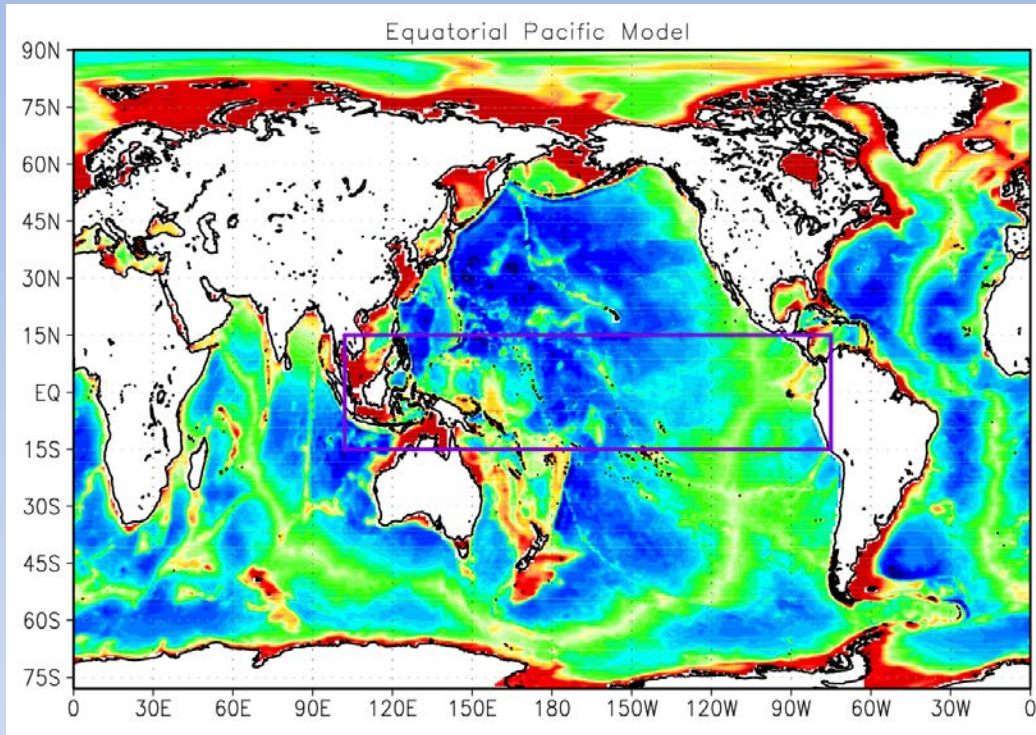 Equatorial Pacific Model
90N
75N
60N
45N
30N
15N
EQ
15S
30S
45S
60S
75S
0 30E 60E 90E 120E 150E 180 150W 120W 90W 60W 30W 0